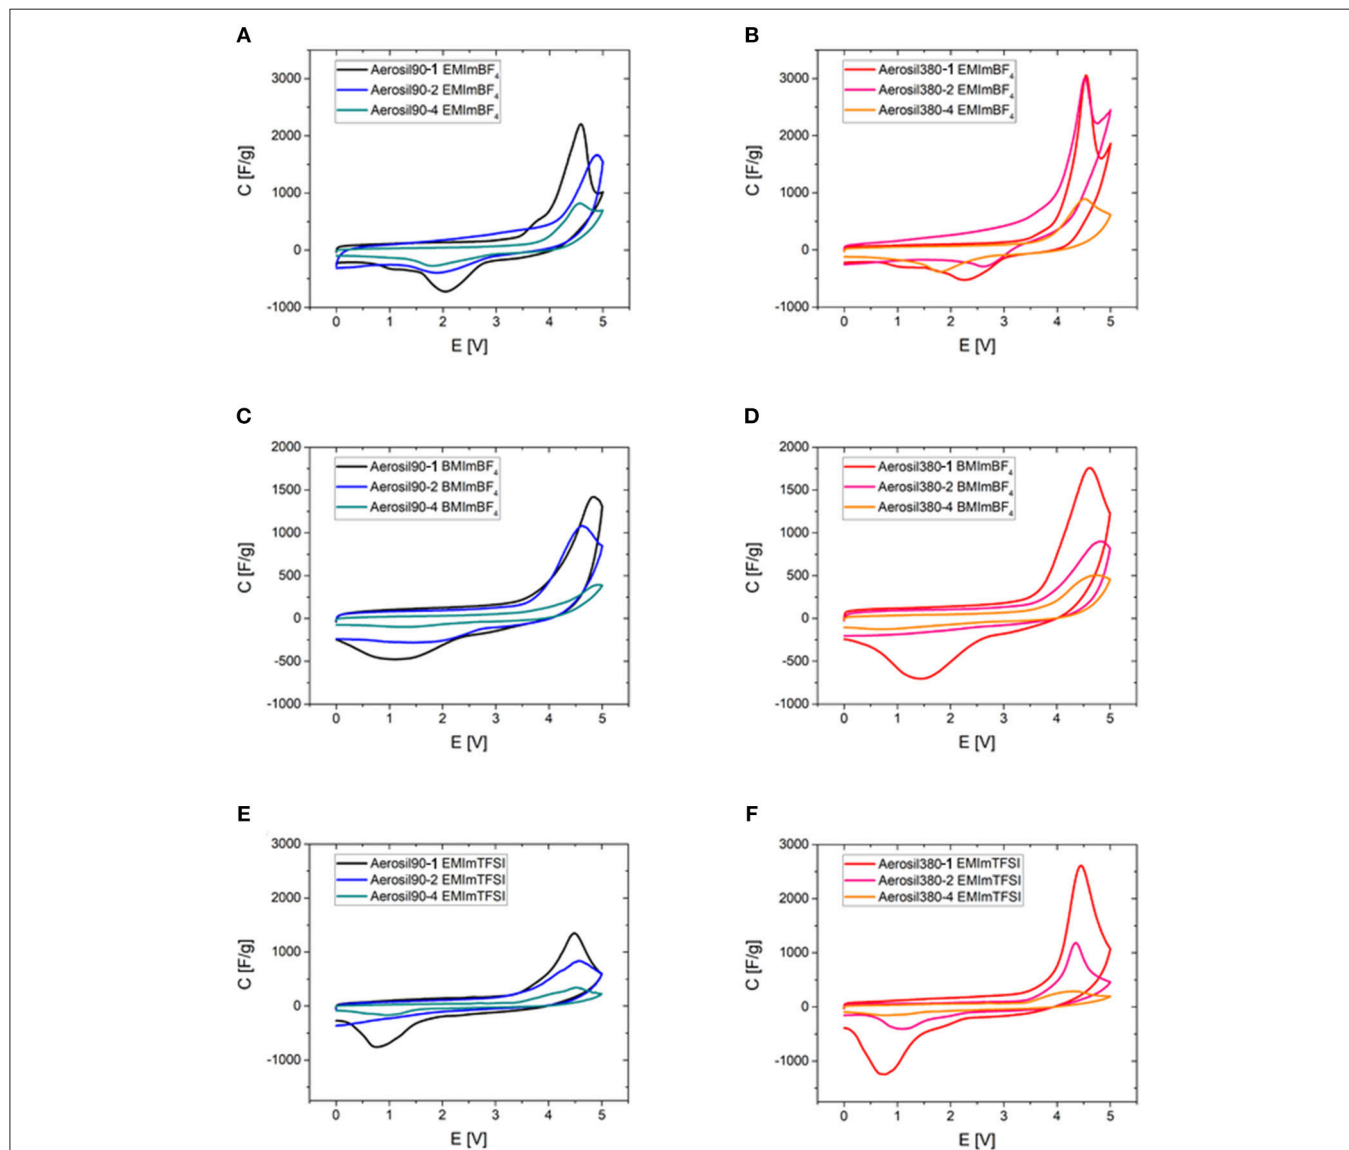 A
Aerosil90-1 EMImBF4
Aerosil90-2 EMImBF4
Aerosil90-4 EMImBF4
C [F/g]
3000
2000
1000
0
-1000
0 1 2 3 4 5
E [V]
B
Aerosil380-1 EMImBF4
Aerosil380-2 EMImBF4
Aerosil380-4 EMImBF4
C [F/g]
3000
2000
1000
0
-1000
0 1 2 3 4 5
E [V]
C
Aerosil90-1 BMImBF4
Aerosil90-2 BMImBF4
Aerosil90-4 BMImBF4
C [F/g]
2000
1500
1000
500
0
-500
-1000
0 1 2 3 4 5
E [V]
D
Aerosil380-1 BMImBF4
Aerosil380-2 BMImBF4
Aerosil380-4 BMImBF4
C [F/g]
2000
1500
1000
500
0
-500
-1000
0 1 2 3 4 5
E [V]
E
Aerosil90-1 EMImTFSI
Aerosil90-2 EMImTFSI
Aerosil90-4 EMImTFSI
C [F/g]
3000
2000
1000
0
-1000
0 1 2 3 4 5
E [V]
F
Aerosil380-1 EMImTFSI
Aerosil380-2 EMImTFSI
Aerosil380-4 EMImTFSI
C [F/g]
3000
2000
1000
0
-1000
0 1 2 3 4 5
E [V]